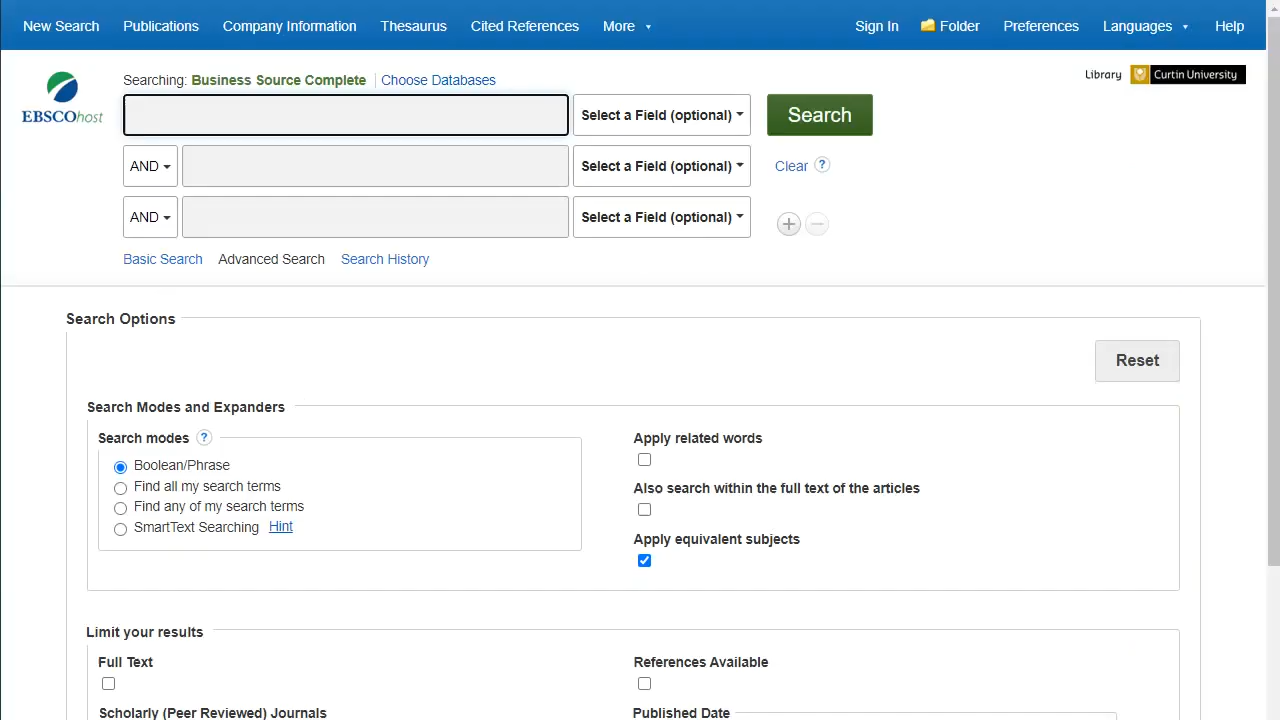 New Search Publications Company Information Thesaurus Cited References More Sign In Folder Preferences Languages Help
Searching: Business Source Complete Choose Databases
Library Curtin University
EBSCOhost
Select a Field (optional) Search
AND Select a Field (optional) Clear ?
AND Select a Field (optional)
Basic Search Advanced Search Search History
Search Options
Reset
Search Modes and Expanders
Search modes ?
Boolean/Phrase
Find all my search terms
Find any of my search terms
SmartText Searching Hint
Apply related words
Also search within the full text of the articles
Apply equivalent subjects
Limit your results
Full Text
References Available
Scholarly (Peer Reviewed) Journals
Published Date